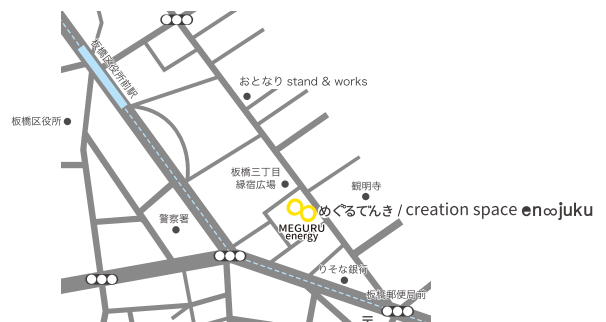 板橋区役所前駅
おとなり stand & works
板橋区役所
板橋三丁目
縁宿広場
観明寺
めぐるでんき / creation space en∞juku
MEGURU
energy
警察署
りそな銀行
板橋郵便局前
〒